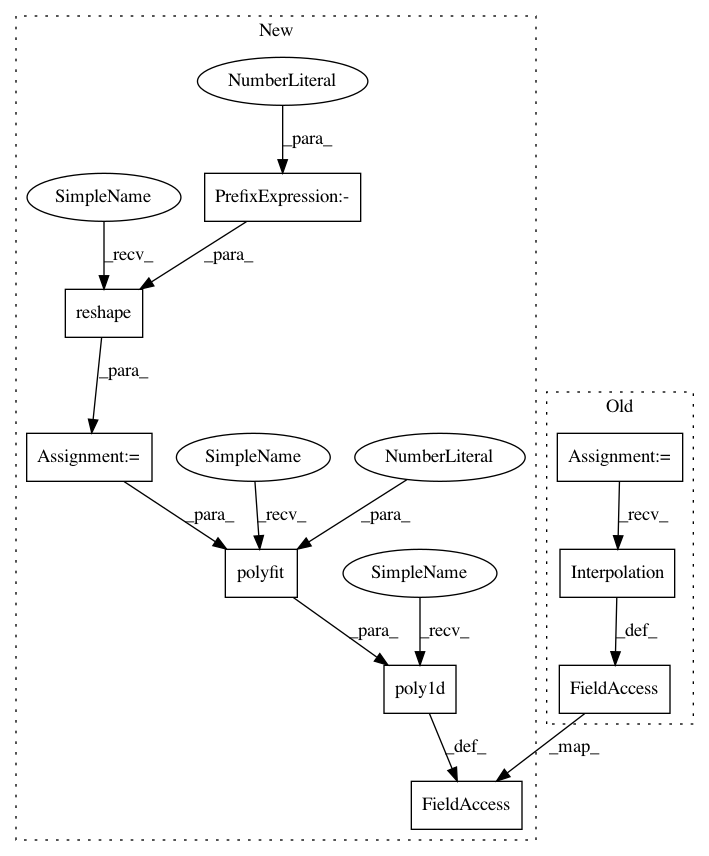 New
NumberLiteral
_para_
SimpleName
PrefixExpression:-
_recv_
_para_
reshape
_para_
Old
Assignment:=
SimpleName
NumberLiteral
Assignment:=
_para_
_recv_
_para_
_recv_
polyfit
SimpleName
Interpolation
_para_
_recv_
_def_
poly1d
FieldAccess
_def_
_map_
FieldAccess